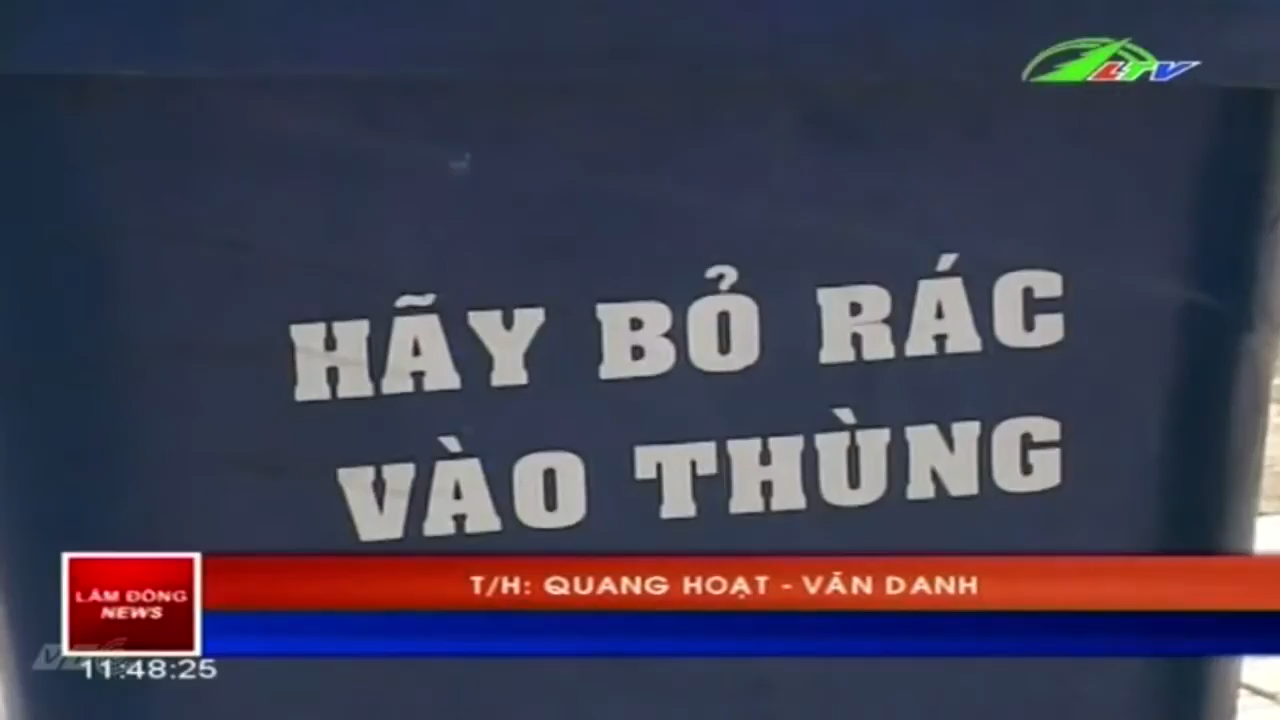 LTV
HÃY BỎ RÁC
VÀO THÙNG
T/H: QUANG HOẠT - VĂN DANH
LÂM ĐỒNG
NEWS
11:48:25